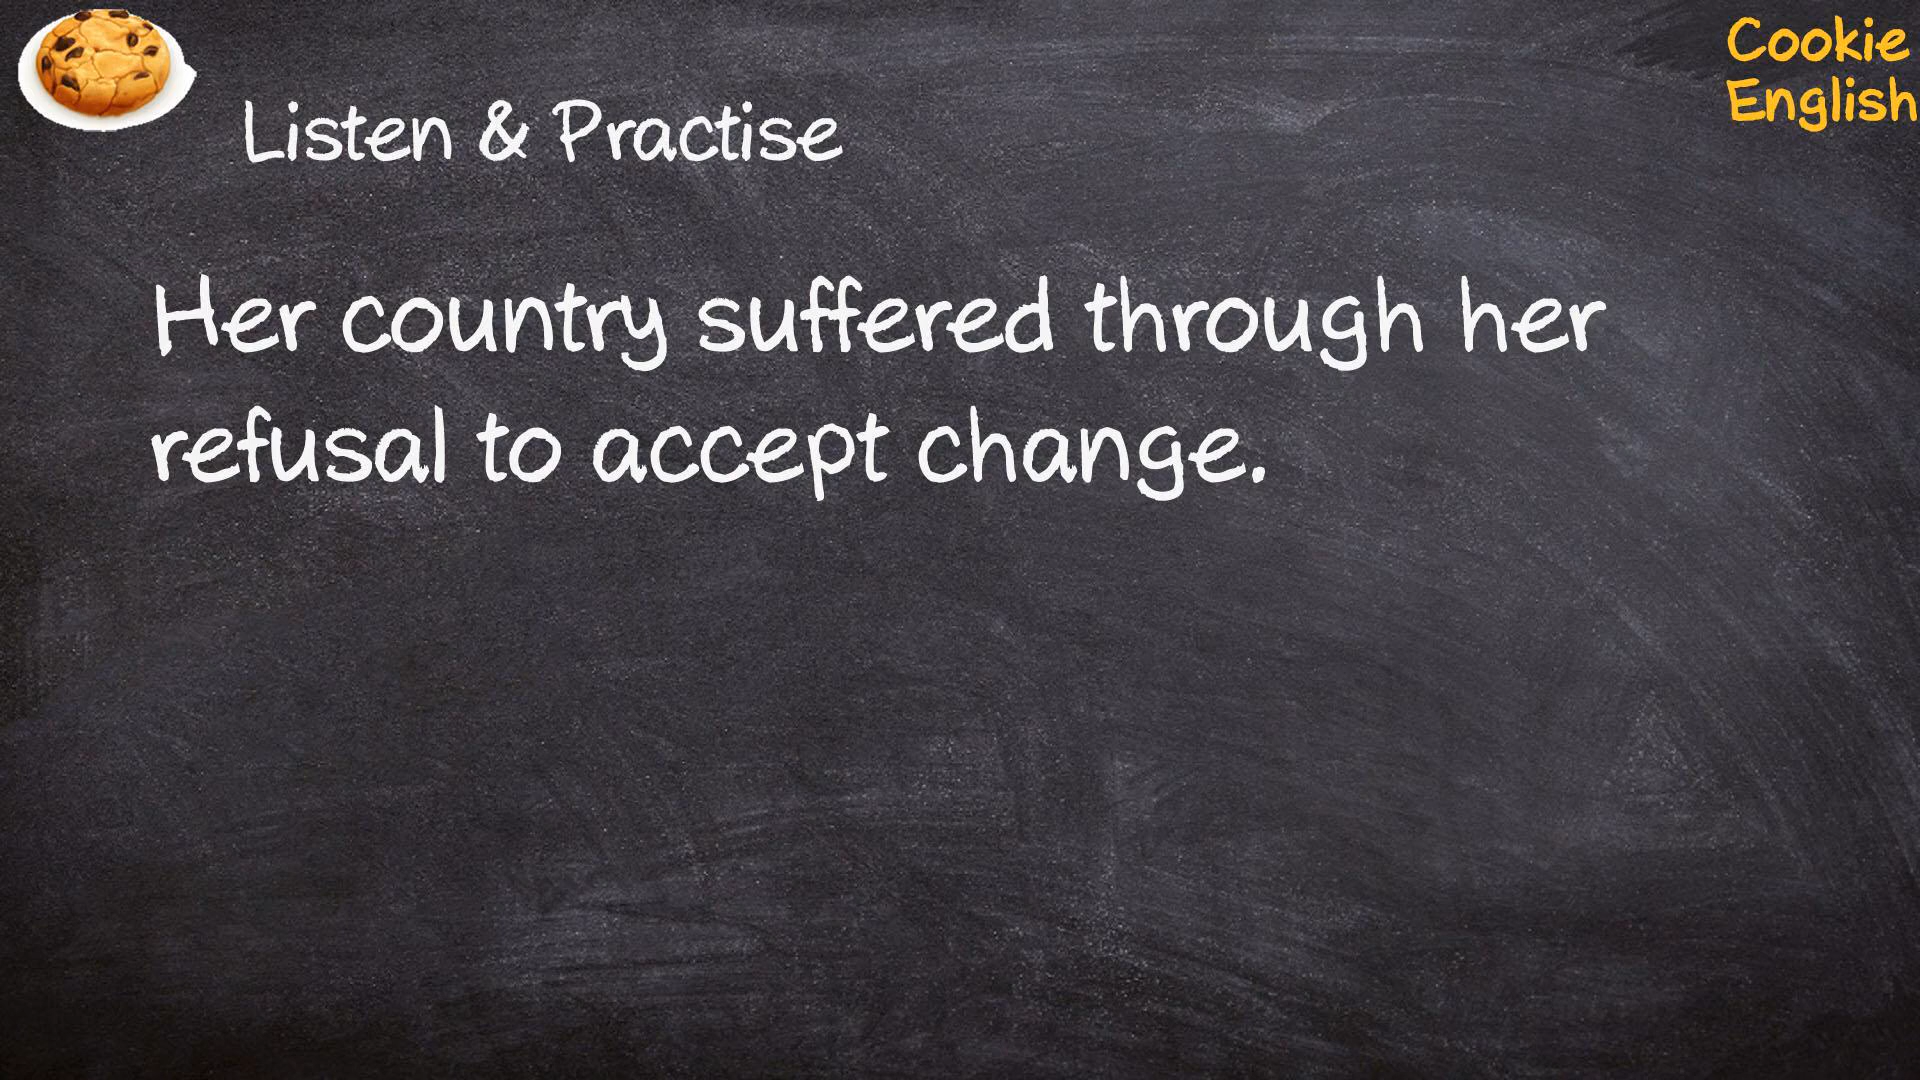 Cookie
English
Listen & Practise
Her country suffered through her
refusal to accept change.